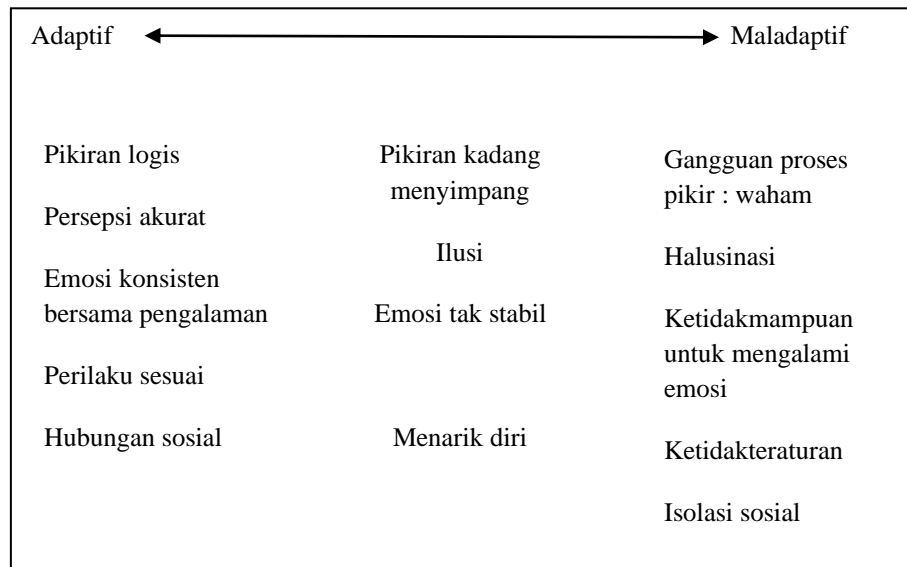 Adaptif
Maladaptif
Pikiran logis
Persepsi akurat
Emosi konsisten
bersama pengalaman
Perilaku sesuai
Hubungan sosial
Pikiran kadang
menyimpang
Ilusi
Emosi tak stabil
Menarik diri
Gangguan proses
pikir : waham
Halusinasi
Ketidakmampuan
untuk mengalami
emosi
Ketidakteraturan
Isolasi sosial